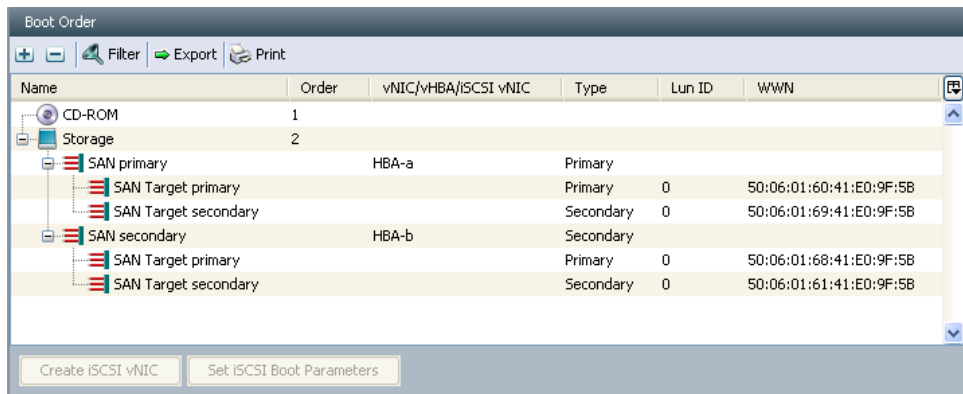 Boot Order
Filter Export Print
Name Order vNIC/vHBA/iSCSI vNIC Type Lun ID WWN
CD-ROM 1
Storage 2
SAN primary HBA-a Primary
SAN Target primary Primary 0 50:06:01:60:41:E0:9F:5B
SAN Target secondary Secondary 0 50:06:01:69:41:E0:9F:5B
SAN secondary HBA-b Secondary
SAN Target primary Primary 0 50:06:01:68:41:E0:9F:5B
SAN Target secondary Secondary 0 50:06:01:61:41:E0:9F:5B
Create iSCSI vNIC Set iSCSI Boot Parameters